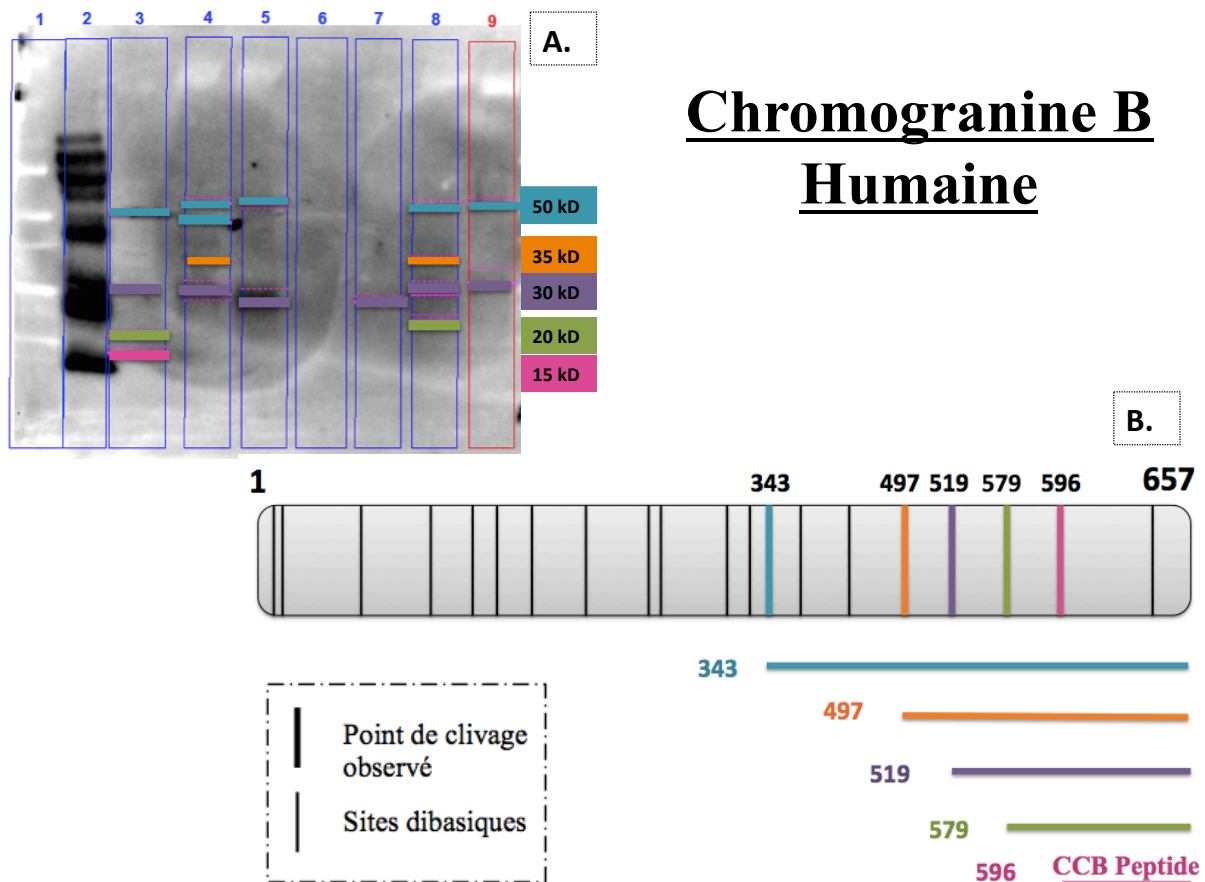 1 2 3 4 5 6 7 8 9
A.
Chromogranine B
Humaine
50 kD
35 kD
30 kD
20 kD
15 kD
B.
1 343 497 519 579 596 657
343
497
519
579
596 CCB Peptide
Point de clivage
observé
Sites dibasiques